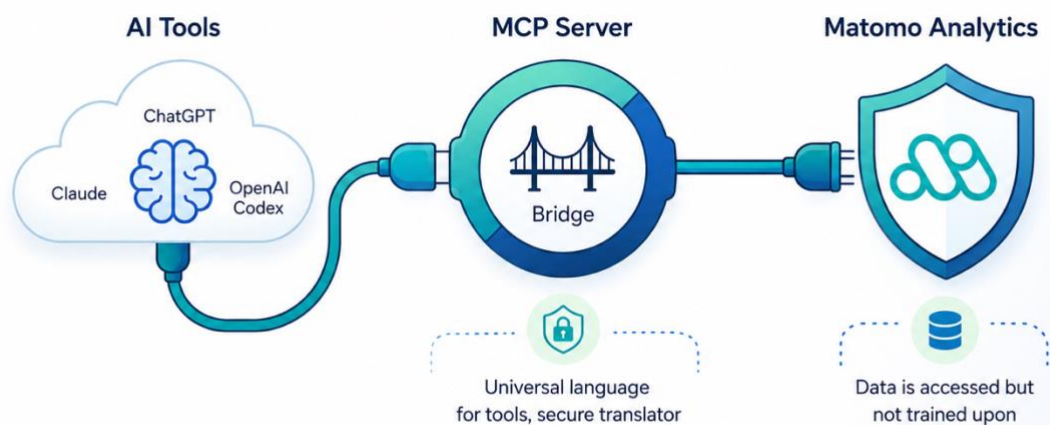 AI Tools
MCP Server
Matomo Analytics
ChatGPT
Claude
OpenAI
Codex
Bridge
Universal language
for tools, secure translator
Data is accessed but
not trained upon